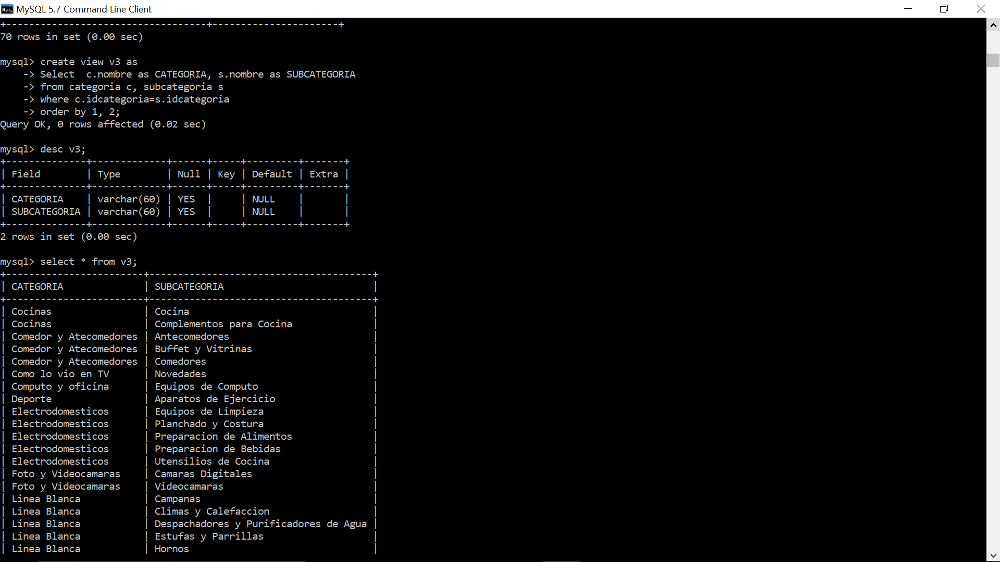 MySQL 5.7 Command Line Client
+-----------------------------------+----------------------+
70 rows in set (0.00 sec)
mysql> create view v3 as
    -> Select  c.nombre as CATEGORIA, s.nombre as SUBCATEGORIA
    -> from categoria c, subcategoria s
    -> where c.idcategoria=s.idcategoria
    -> order by 1, 2;
Query OK, 0 rows affected (0.02 sec)
mysql> desc v3;
+--------------+-------------+------+-----+---------+-------+
| Field        | Type        | Null | Key | Default | Extra |
+--------------+-------------+------+-----+---------+-------+
| CATEGORIA    | varchar(60) | YES  |     | NULL    |       |
| SUBCATEGORIA | varchar(60) | YES  |     | NULL    |       |
+--------------+-------------+------+-----+---------+-------+
2 rows in set (0.00 sec)
mysql> select * from v3;
+------------------------+---------------------------------------+
| CATEGORIA              | SUBCATEGORIA                          |
+------------------------+---------------------------------------+
| Cocinas                | Cocina                                |
| Cocinas                | Complementos para Cocina              |
| Comedor y Atecomedores | Antecomedores                         |
| Comedor y Atecomedores | Buffet y Vitrinas                     |
| Comedor y Atecomedores | Comedores                             |
| Como lo vio en TV      | Novedades                             |
| Computo y oficina      | Equipos de Computo                    |
| Deporte                | Aparatos de Ejercicio                 |
| Electrodomesticos      | Equipos de Limpieza                   |
| Electrodomesticos      | Planchado y Costura                   |
| Electrodomesticos      | Preparacion de Alimentos              |
| Electrodomesticos      | Preparacion de Bebidas                |
| Electrodomesticos      | Utensilios de Cocina                  |
| Foto y Videocamaras    | Camaras Digitales                     |
| Foto y Videocamaras    | Videocamaras                          |
| Linea Blanca           | Campanas                              |
| Linea Blanca           | Climas y Calefaccion                  |
| Linea Blanca           | Despachadores y Purificadores de Agua |
| Linea Blanca           | Estufas y Parrillas                   |
| Linea Blanca           | Hornos                                |